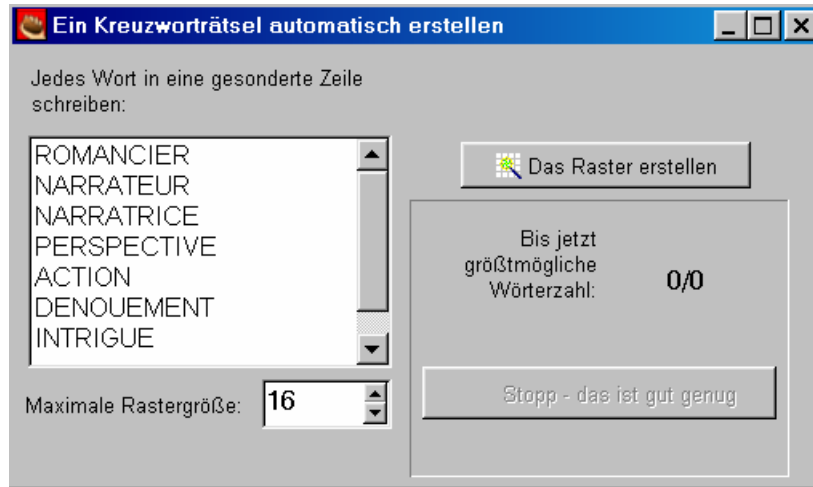 Ein Kreuzworträtsel automatisch erstellen
Jedes Wort in eine gesonderte Zeile
schreiben:
ROMANCIER
NARRATEUR
NARRATRICE
PERSPECTIVE
ACTION
DENOUEMENT
INTRIGUE
Maximale Rastergröße:
16
Das Raster erstellen
Bis jetzt
größtmögliche
Wörterzahl:
0/0
Stopp - das ist gut genug